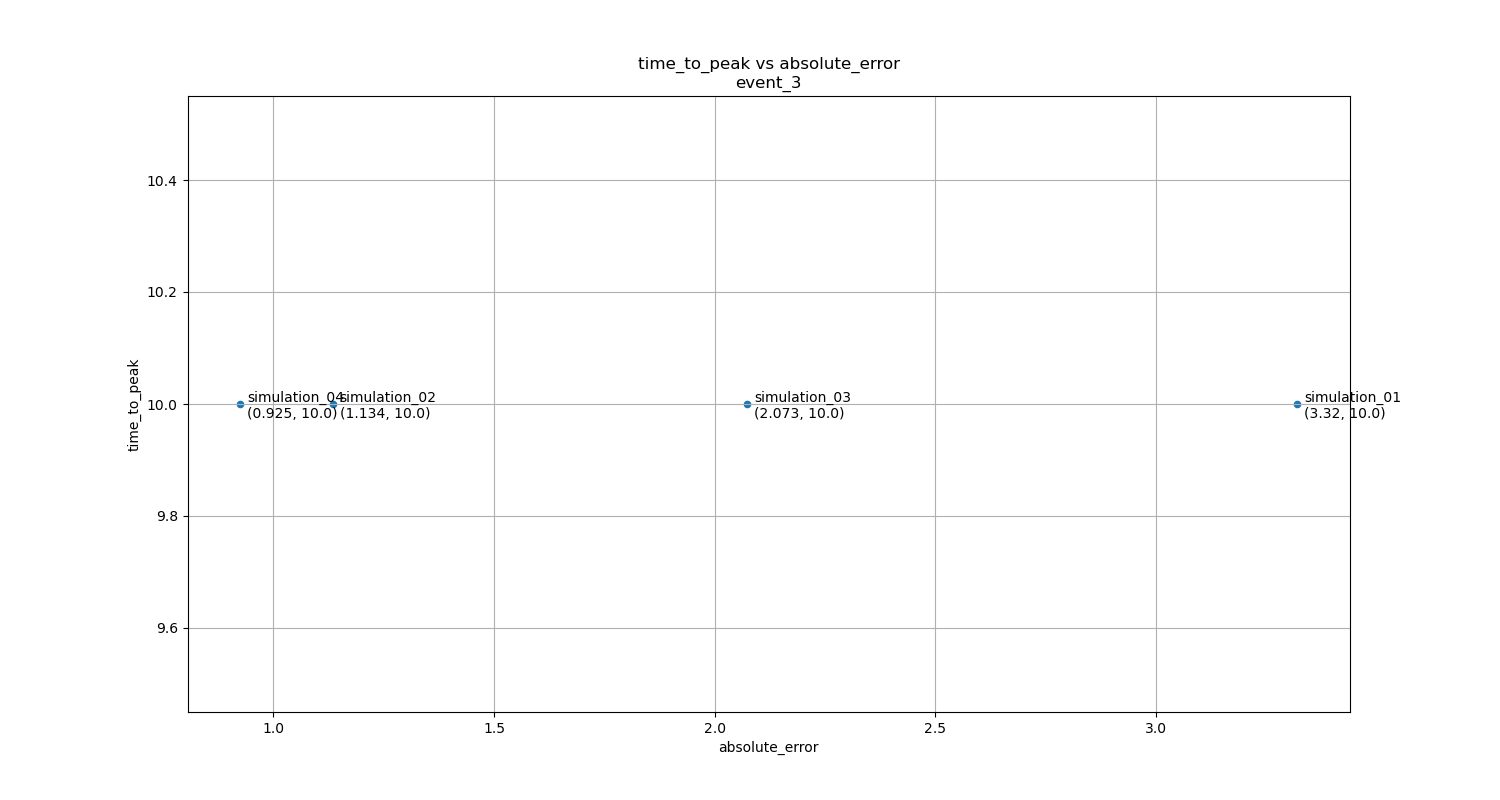 time_to_peak vs absolute_error
event_3
10.4
10.2
10.0
9.8
9.6
time_to_peak
simulation_04
(0.925, 10.0)
simulation_02
(1.134, 10.0)
simulation_03
(2.073, 10.0)
simulation_01
(3.32, 10.0)
1.0
1.5
2.0
2.5
3.0
absolute_error